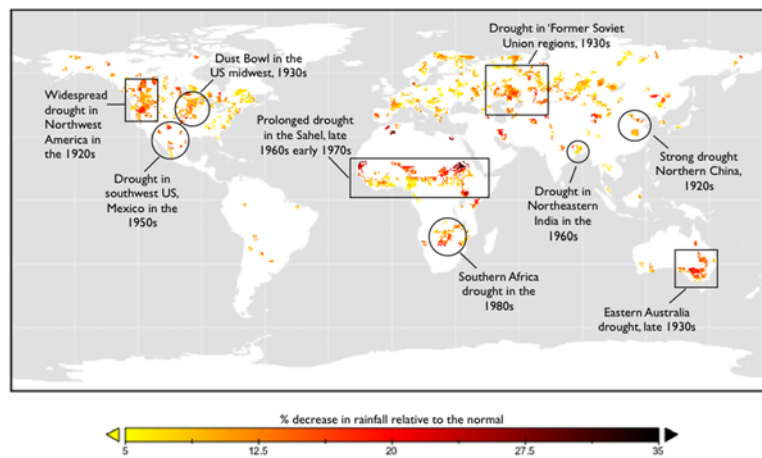 Drought in 'Former Soviet
Union regions, 1930s
Dust Bowl in the
US midwest, 1930s
Widespread
drought in
Northwest
America in
the 1920s
Prolonged drought
in the Sahel, late
1960s early 1970s
Drought in
southwest US,
Mexico in the
1950s
Strong drought
Northern China,
1920s
Drought in
Northeastern
India in the
1960s
Southern Africa
drought in the
1980s
Eastern Australia
drought, late 1930s
% decrease in rainfall relative to the normal
5 12.5 20 27.5 35